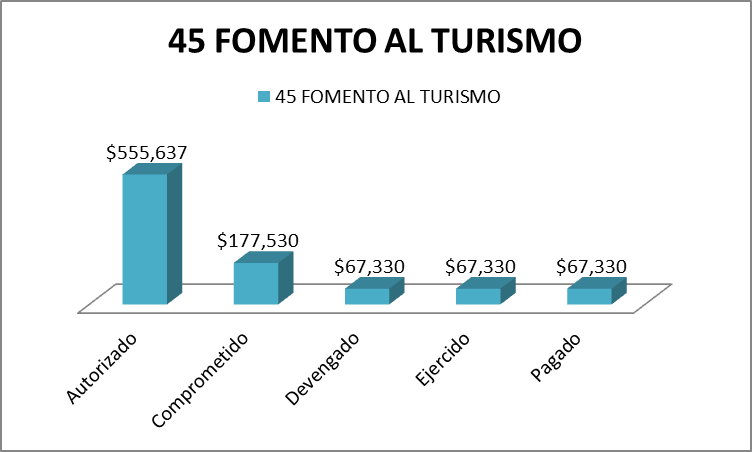 45 FOMENTO AL TURISMO
45 FOMENTO AL TURISMO
$555,637
$177,530
$67,330
$67,330
$67,330
Autorizado
Comprometido
Devengado
Ejercido
Pagado